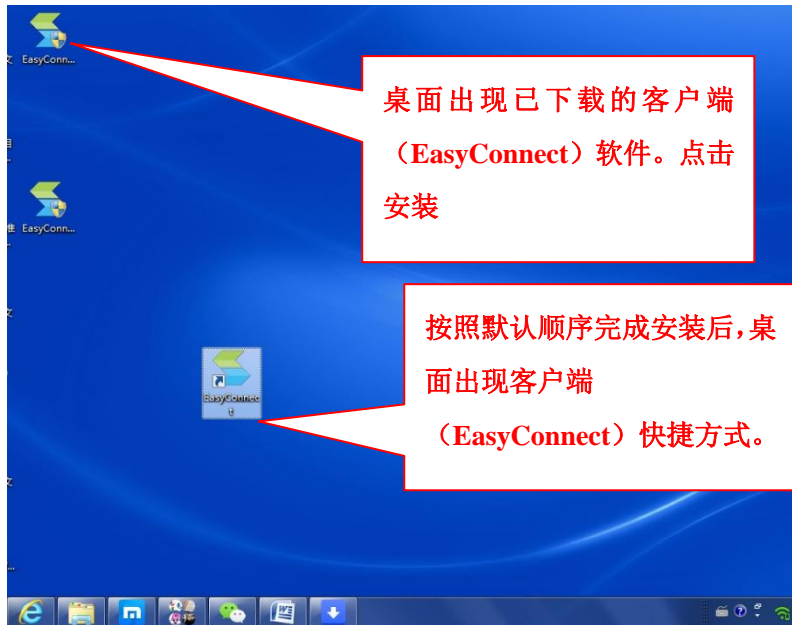 EasyConn...
桌面出现已下载的客户端
（EasyConnect）软件。点击
安装
EasyConn...
按照默认顺序完成安装后，桌
面出现客户端
（EasyConnect）快捷方式。
EasyConnec
t